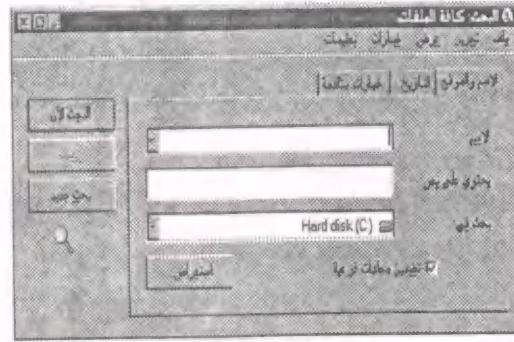 البحث: كافة الملفات
ملف تحرير عرض خيارات تعليمات
الاسم والموقع التاريخ خيارات متقدمة
الاسم
البحث الآن
يحتوي على نص
بحث جديد
بحث في Hard disk (C)
تضمين مجلدات فرعية
استعراض